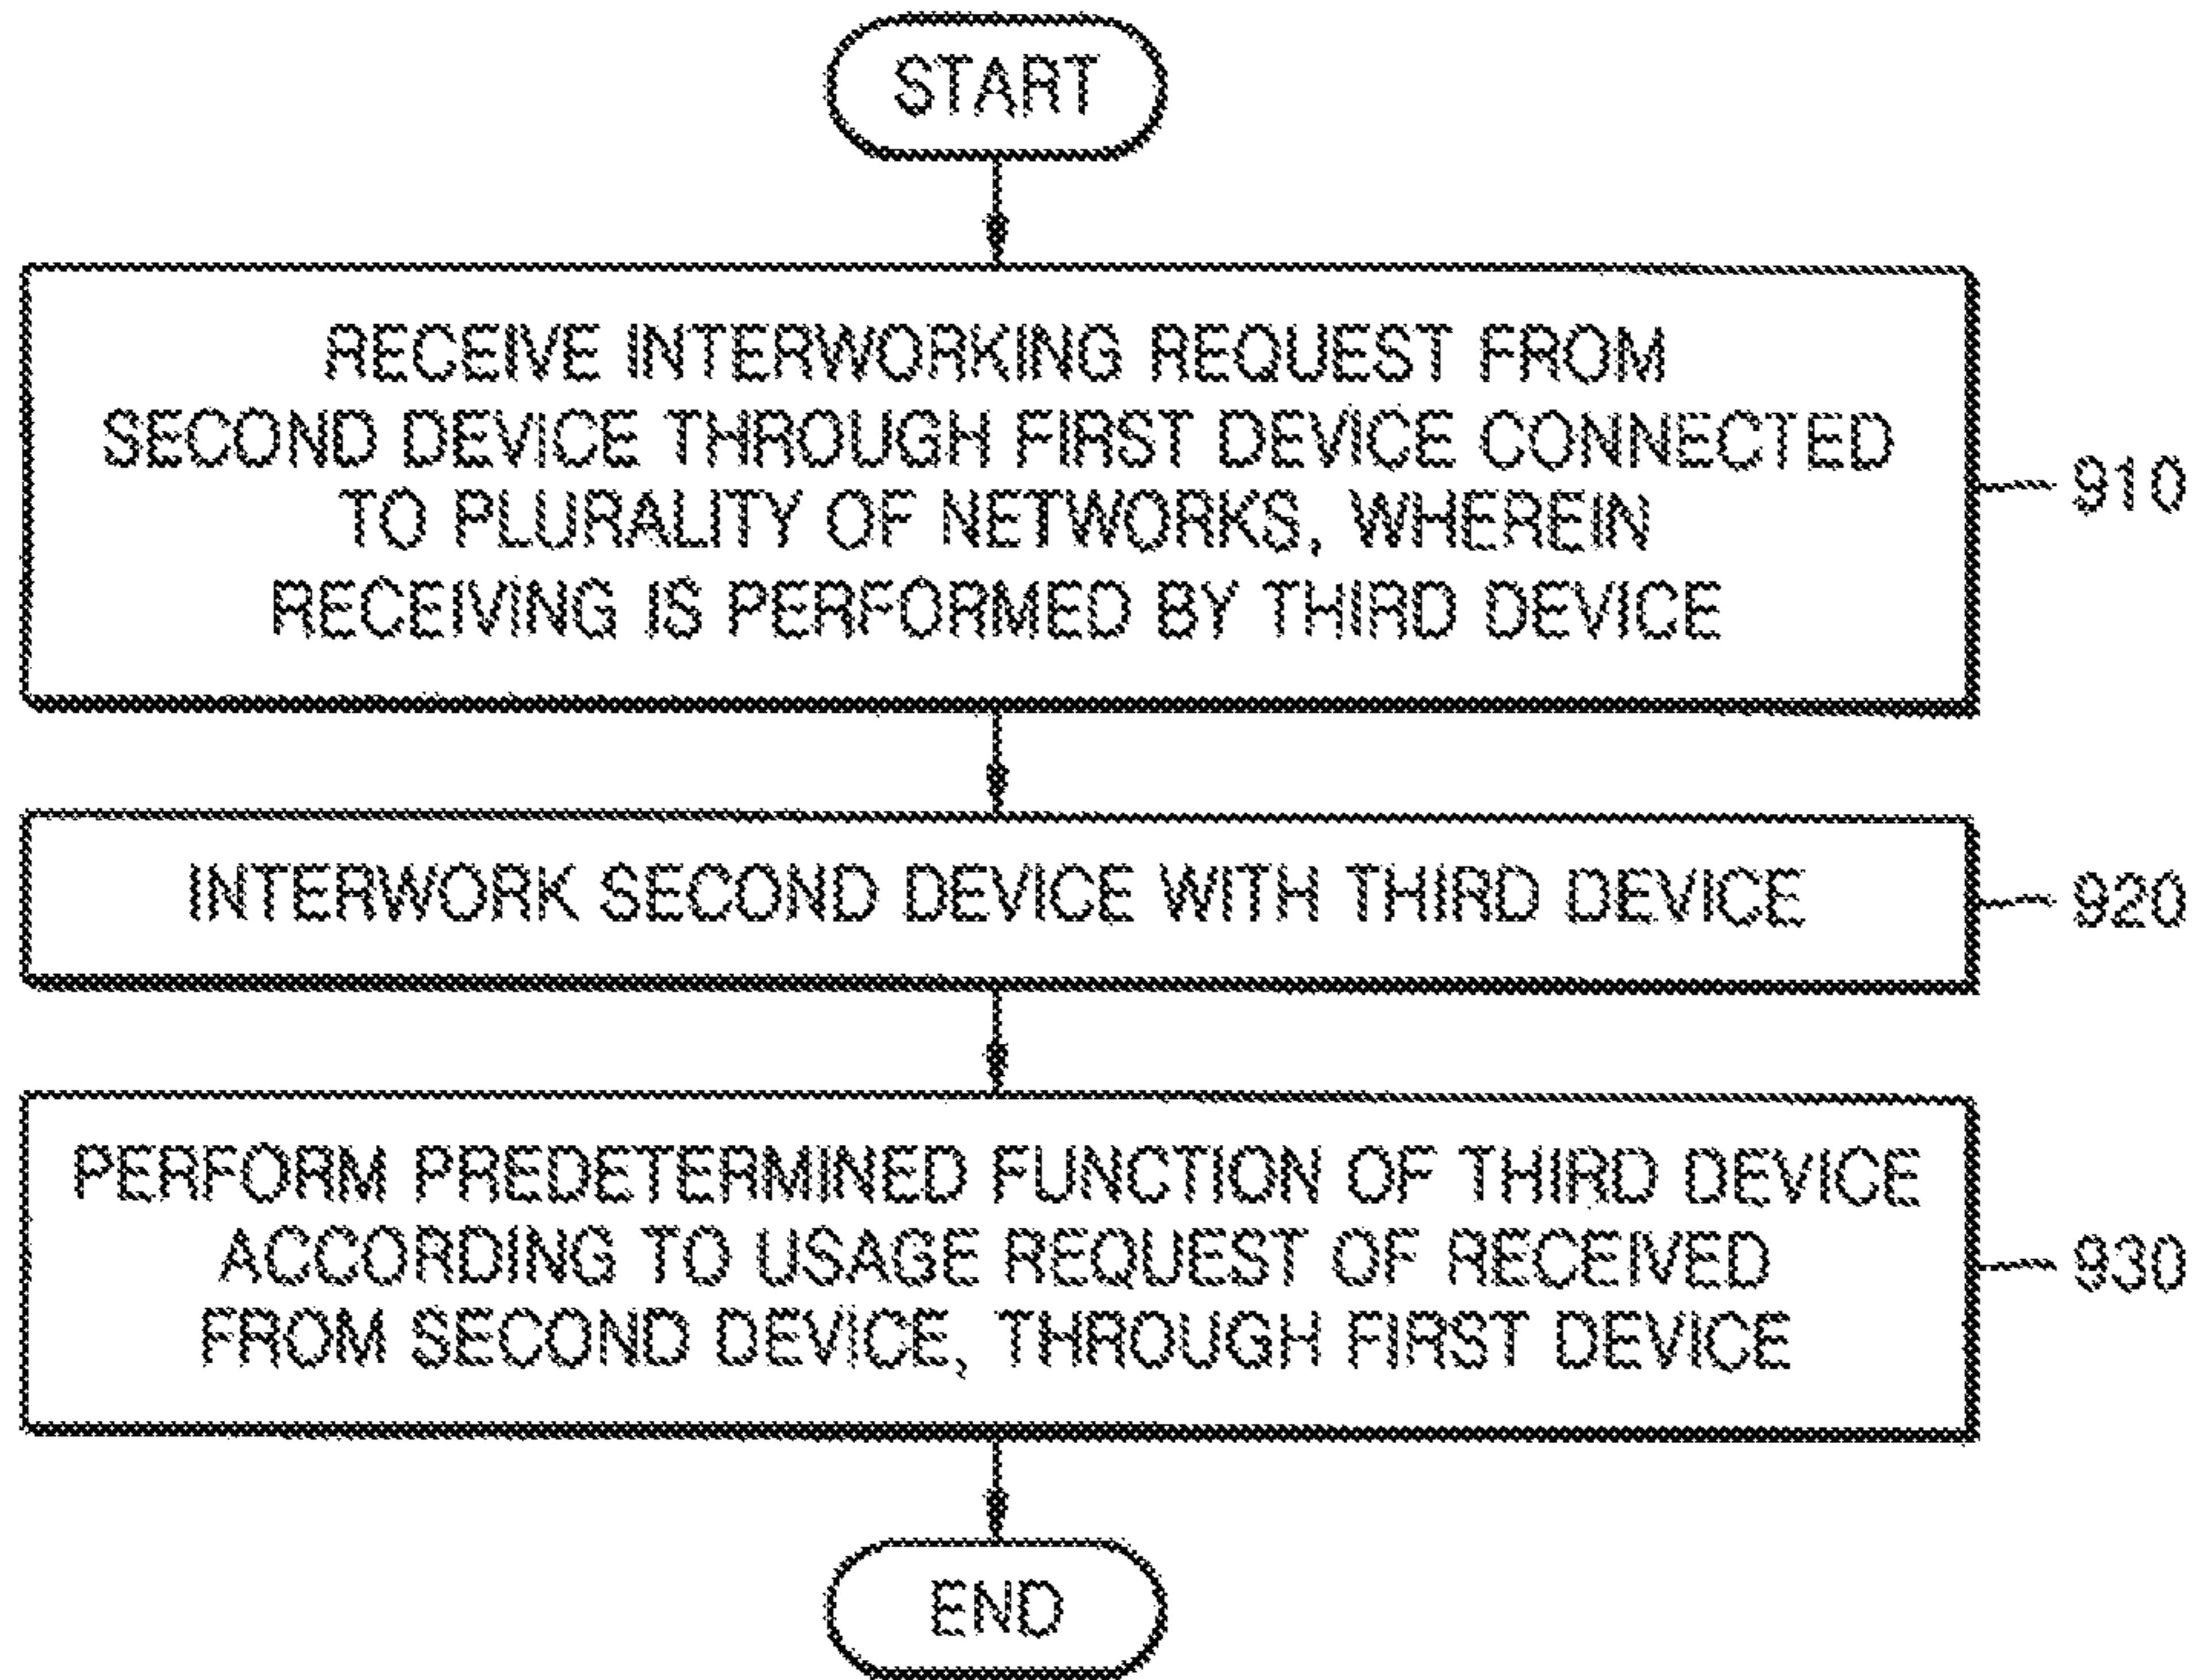 START
RECEIVE INTERWORKING REQUEST FROM
SECOND DEVICE THROUGH FIRST DEVICE CONNECTED
TO PLURALITY OF NETWORKS, WHEREIN
RECEIVING IS PERFORMED BY THIRD DEVICE
910
INTERWORK SECOND DEVICE WITH THIRD DEVICE
920
PERFORM PREDETERMINED FUNCTION OF THIRD DEVICE
ACCORDING TO USAGE REQUEST OF RECEIVED
FROM SECOND DEVICE, THROUGH FIRST DEVICE
930
END